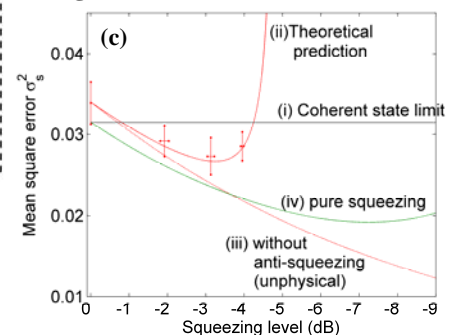 (c)
(ii)Theoretical
prediction
(i) Coherent state limit
(iv) pure squeezing
(iii) without
anti-squeezing
(unphysical)
Mean square error σ²s
0.04
0.03
0.02
0.01
0 -1 -2 -3 -4 -5 -6 -7 -8 -9
Squeezing level (dB)